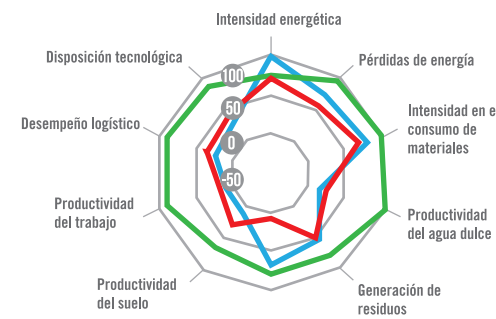 Intensidad energética
Disposición tecnológica
Pérdidas de energía
100
50
0
-50
Desempeño logístico
Intensidad en e
consumo de
materiales
Productividad
del trabajo
Productividad
del agua dulce
Productividad
del suelo
Generación de
residuos